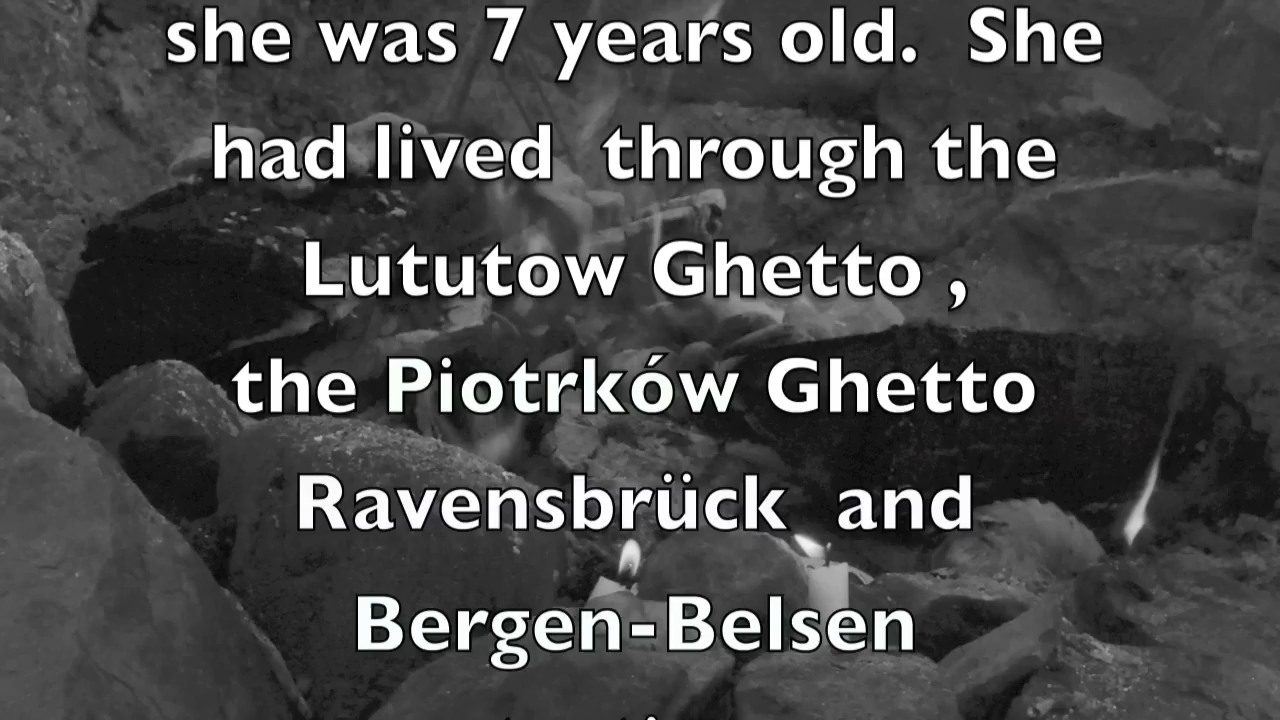 she was 7 years old.  She
had lived  through the
Lututow Ghetto ,
the Piotrków Ghetto
Ravensbrück  and
Bergen-Belsen